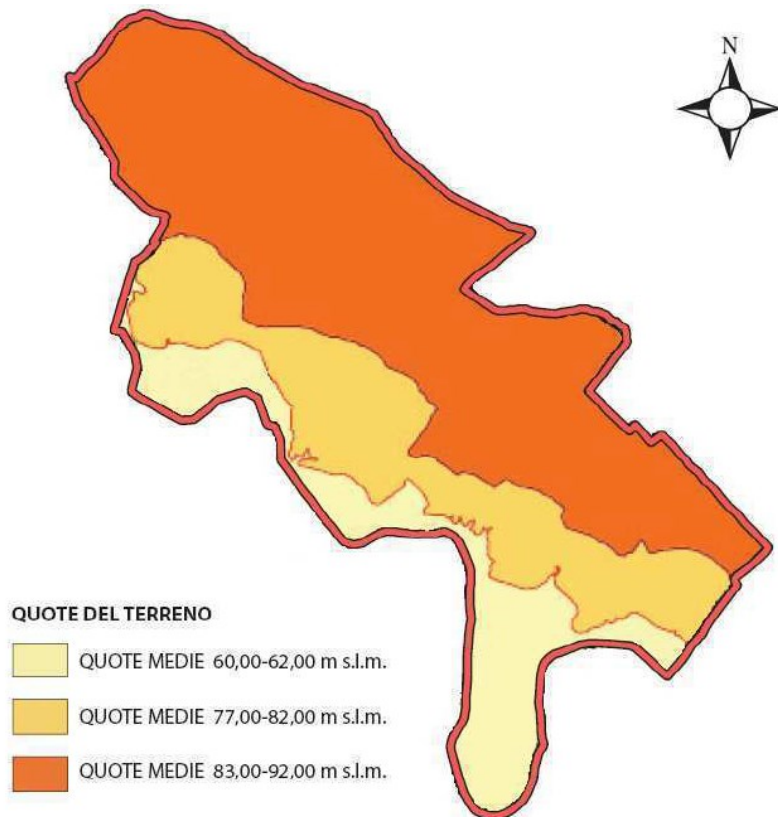 N
QUOTE DEL TERRENO
QUOTE MEDIE 60,00-62,00 m s.l.m.
QUOTE MEDIE 77,00-82,00 m s.l.m.
QUOTE MEDIE 83,00-92,00 m s.l.m.